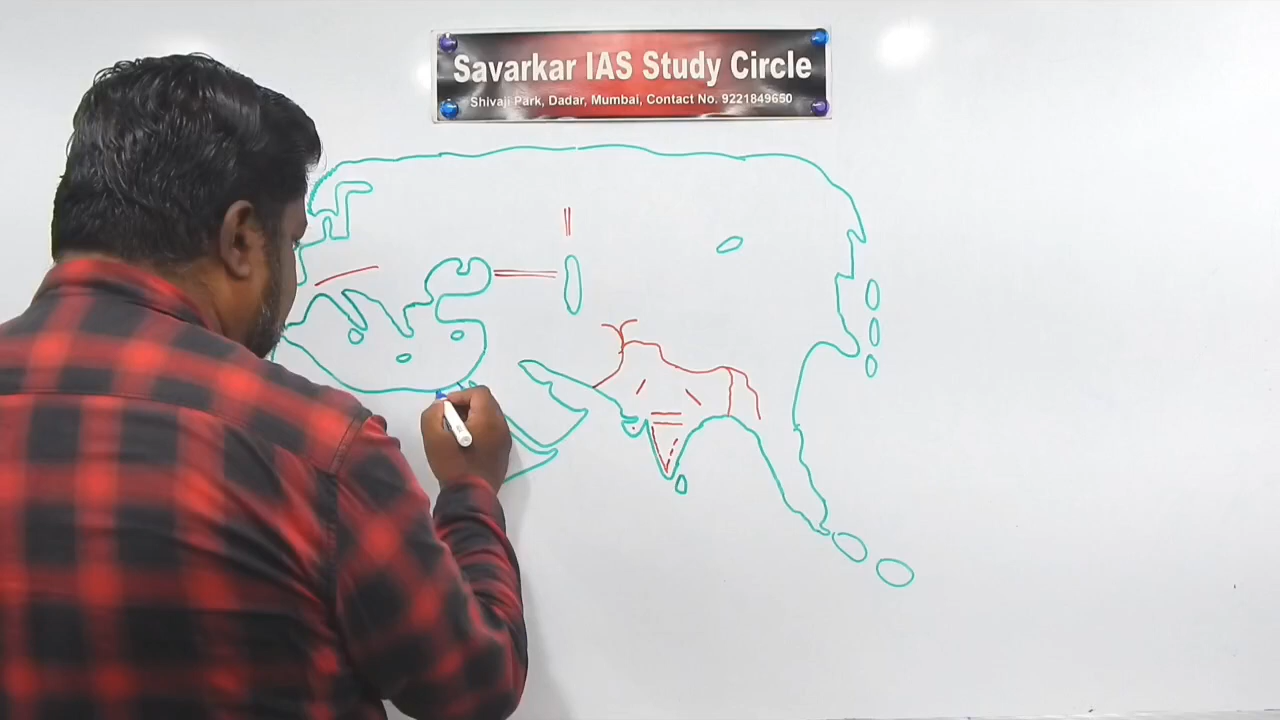 Savarkar IAS Study Circle
Shivaji Park, Dadar, Mumbai, Contact No. 9221849650